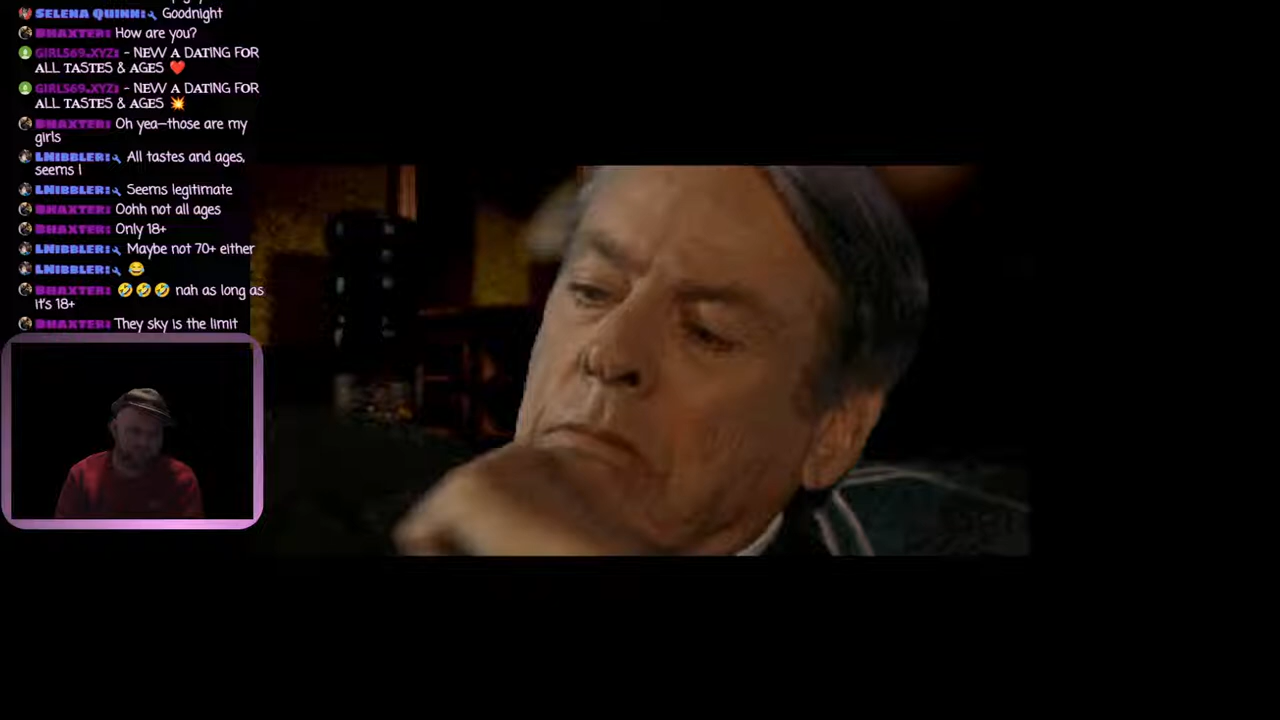 SELENA QUINN: Goodnight
BHAXTER: How are you?
GIRLS69.XYZ: - NEW A DATING FOR
ALL TASTES & AGES ❤️
GIRLS69.XYZ: - NEW A DATING FOR
ALL TASTES & AGES 💥
BHAXTER: Oh yea—those are my
girls
LNIBBLER: All tastes and ages,
seems l
LNIBBLER: Seems legitimate
BHAXTER: Oohh not all ages
BHAXTER: Only 18+
LNIBBLER: Maybe not 70+ either
LNIBBLER: 😂
BHAXTER: 🤣🤣🤣 nah as long as
it's 18+
BHAXTER: They sky is the limit